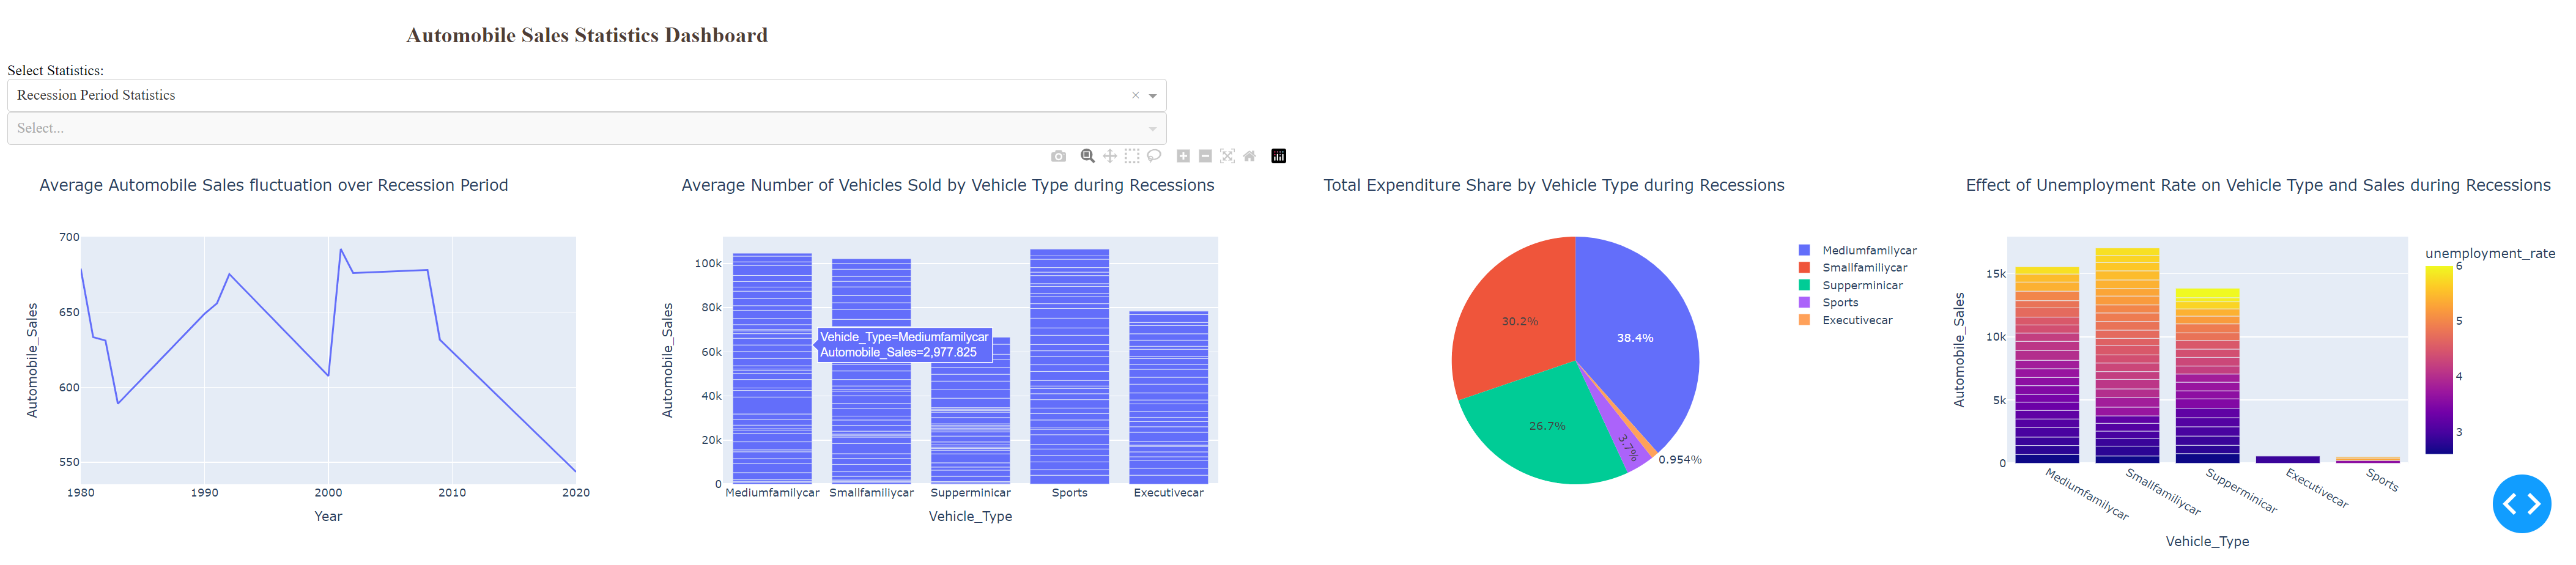 Automobile Sales Statistics Dashboard
Select Statistics:
Recession Period Statistics
Select...
Average Automobile Sales fluctuation over Recession Period
700
650
600
550
Automobile_Sales
1980 1990 2000 2010 2020
Year
Average Number of Vehicles Sold by Vehicle Type during Recessions
100k
80k
60k
40k
20k
0
Automobile_Sales
Vehicle_Type=Mediumfamilycar
Automobile_Sales=2,977.825
Mediumfamilycar Smallfamiliycar Supperminicar Sports Executivecar
Vehicle_Type
Total Expenditure Share by Vehicle Type during Recessions
38.4%
30.2%
26.7%
3.7%
0.954%
Mediumfamilycar
Smallfamiliycar
Supperminicar
Sports
Executivecar
Effect of Unemployment Rate on Vehicle Type and Sales during Recessions
15k
10k
5k
0
Automobile_Sales
Mediumfamilycar Smallfamiliycar Supperminicar Executivecar Sports
Vehicle_Type
unemployment_rate
6
5
4
3